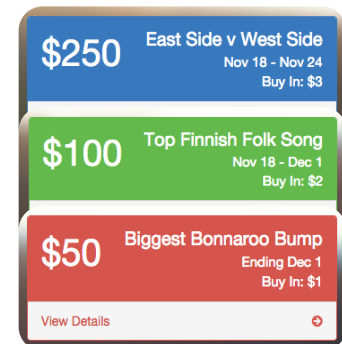 $250
East Side v West Side
Nov 18 - Nov 24
Buy In: $3
$100
Top Finnish Folk Song
Nov 18 - Dec 1
Buy In: $2
$50
Biggest Bonnaroo Bump
Ending Dec 1
Buy In: $1
View Details